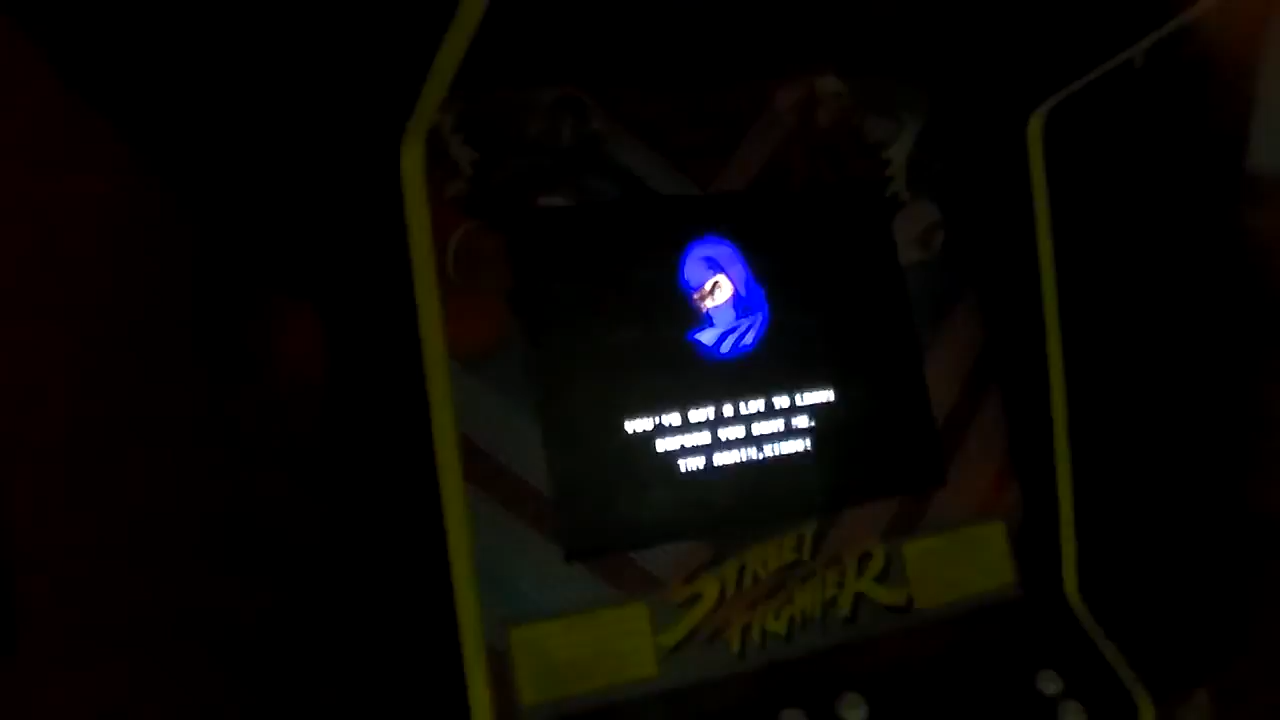 YOU'VE GOT A LOT TO LEARN
BEFORE YOU BEAT ME.
TRY AGAIN, KIDDO!
STREET
FIGHTER